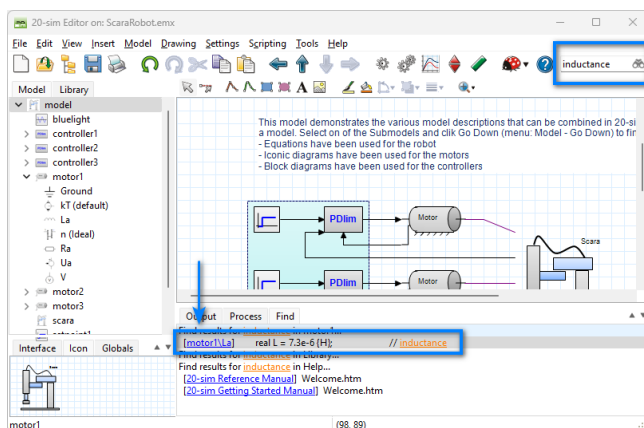 20-sim Editor on: ScaraRobot.emx
File Edit View Insert Model Drawing Settings Scripting Tools Help
inductance
Model Library
model
bluelight
controller1
controller2
controller3
motor1
Ground
kT (default)
La
n (Ideal)
Ra
Ua
V
motor2
motor3
scara
This model demonstrates the various model descriptions that can be combined in 20-si
a model. Select on of the Submodels and clik Go Down (menu: Model - Go Down) to fin
- Equations have been used for the robot
- Iconic diagrams have been used for the motors
- Block diagrams have been used for the controllers
PDlim
Motor
Scara
PDlim
Motor
Output Process Find
Find results for inductance in motor1...
[motor1\La] real L = 7.3e-6 {H}; // inductance
Find results for inductance in Library...
Find results for inductance in Help...
[20-sim Reference Manual] Welcome.htm
[20-sim Getting Started Manual] Welcome.htm
Interface Icon Globals
motor1
(98, 89)